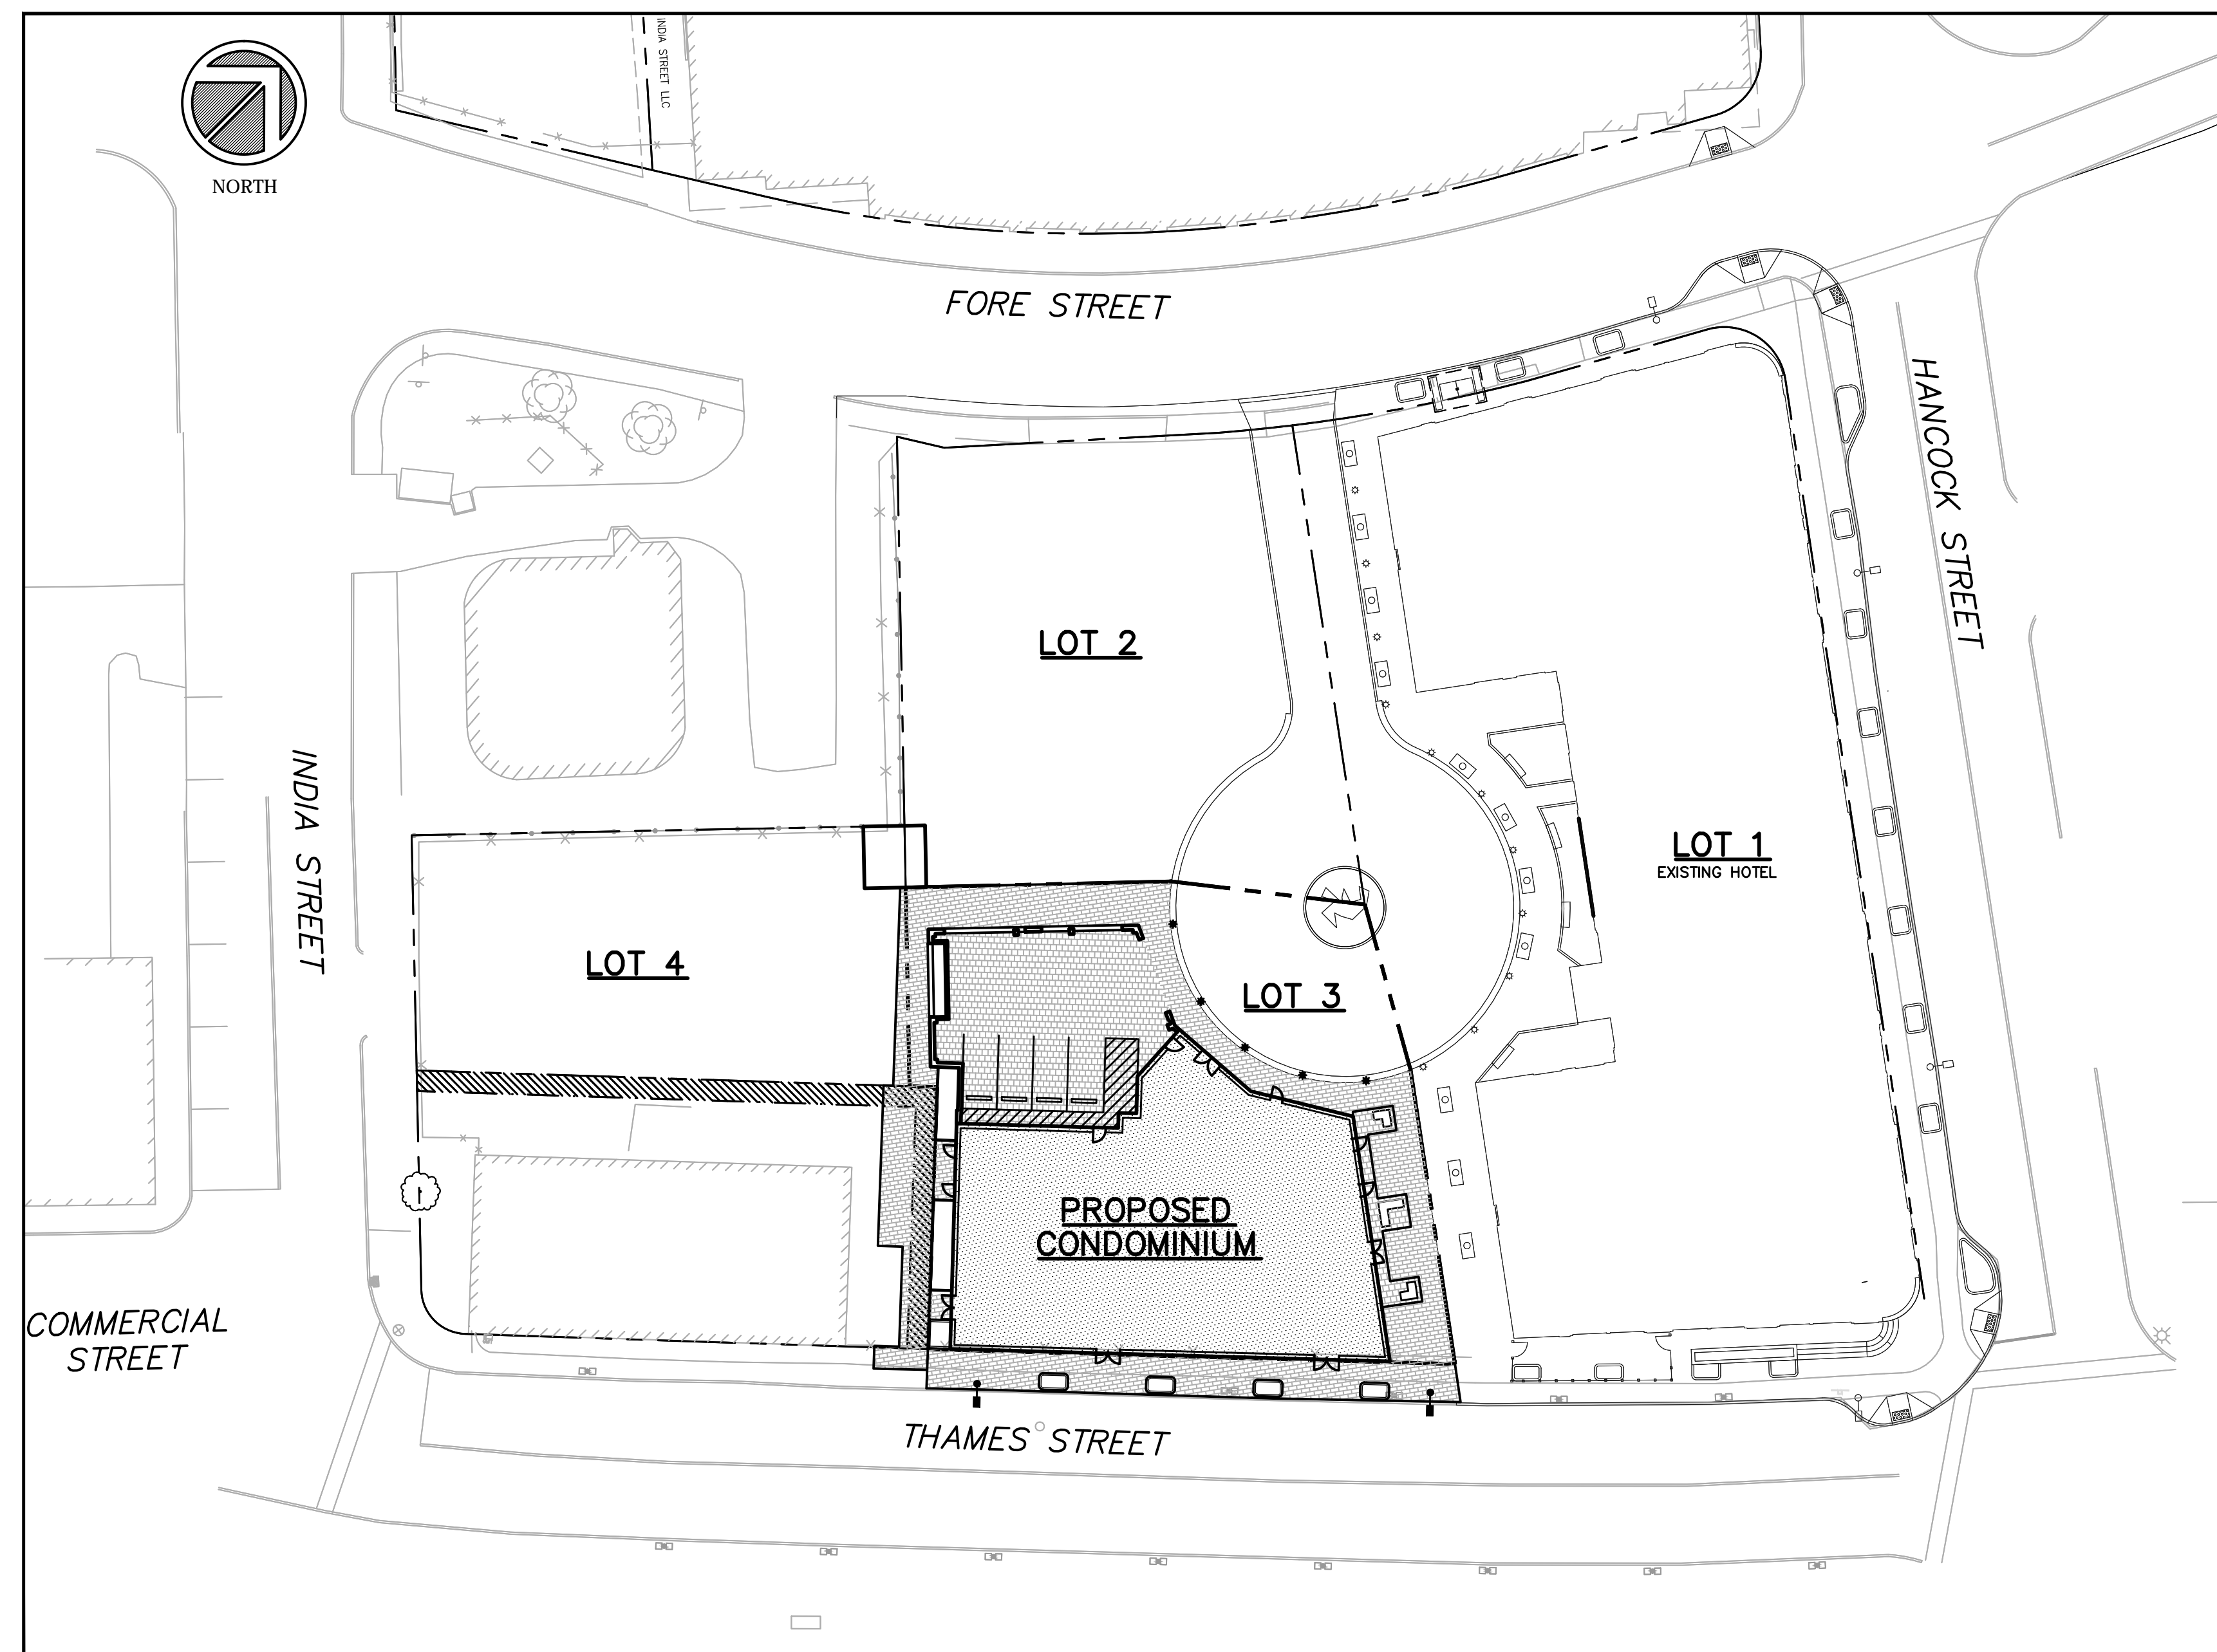 INDIA STREET LLC
NORTH
FORE STREET
HANCOCK STREET
LOT 2
INDIA STREET
LOT 1
EXISTING HOTEL
LOT 4
LOT 3
PROPOSED
CONDOMINIUM
COMMERCIAL
STREET
THAMES STREET